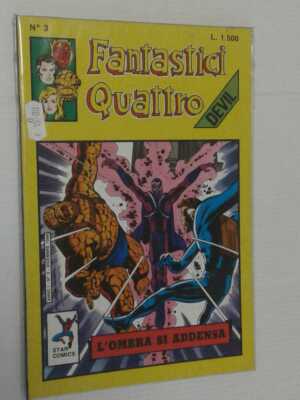 N° 3
L. 1.500
Fantastici
Quattro
DEVIL
STAR
COMICS
L'OMBRA SI ADDENSA